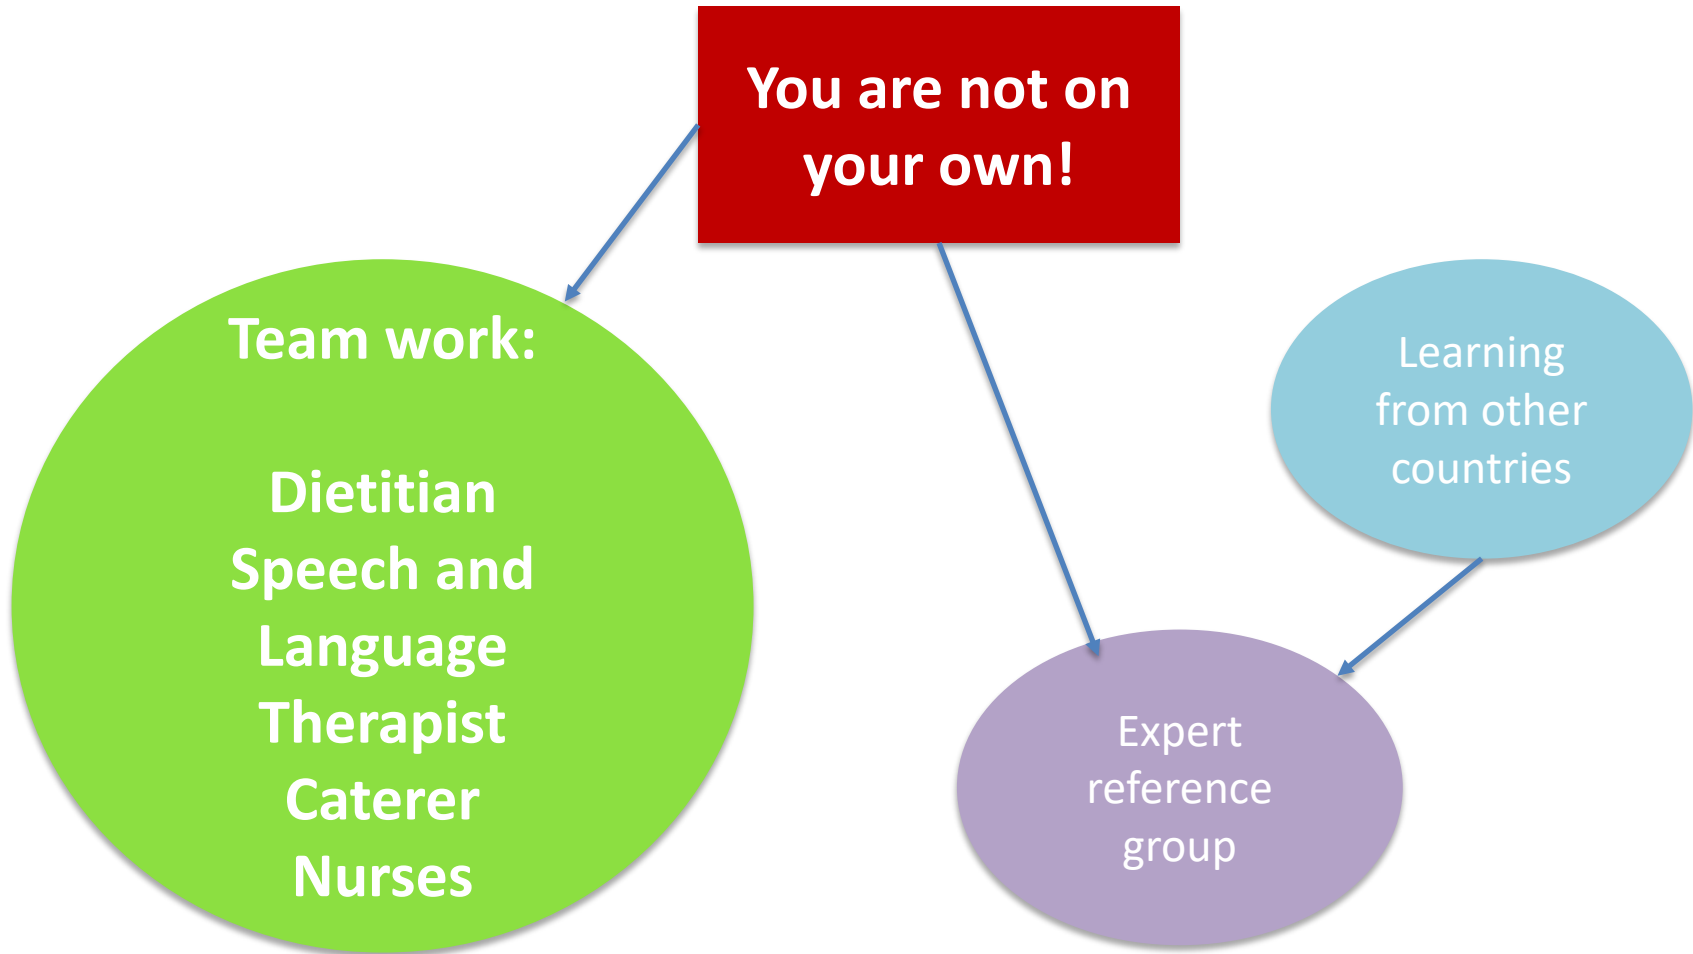 You are not on
your own!
Team work:
Dietitian
Speech and
Language
Therapist
Caterer
Nurses
Learning
from other
countries
Expert
reference
group